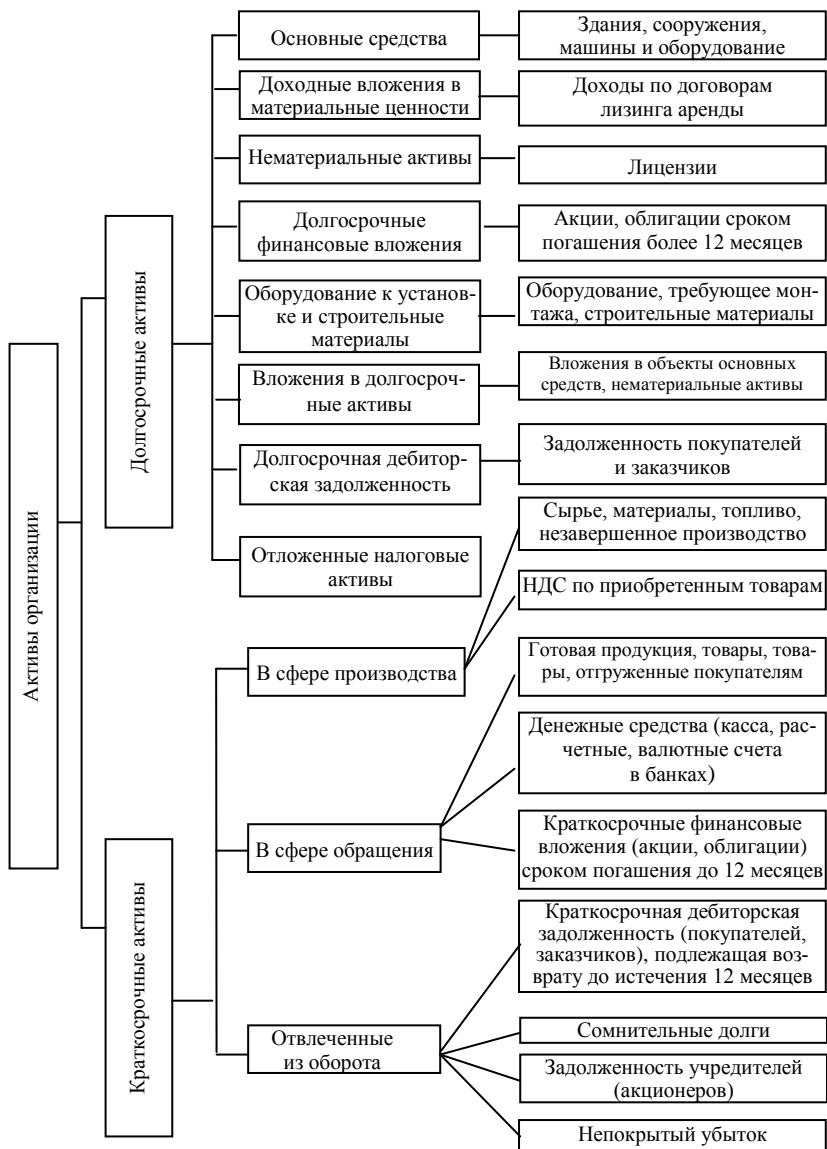 Активы организации
Долгосрочные активы
Основные средства
Здания, сооружения,
машины и оборудование
Доходные вложения в
материальные ценности
Доходы по договорам
лизинга аренды
Нематериальные активы
Лицензии
Долгосрочные
финансовые вложения
Акции, облигации сроком
погашения более 12 месяцев
Оборудование к установ-
ке и строительные
материалы
Оборудование, требующее мон-
тажа, строительные материалы
Вложения в долгосроч-
ные активы
Вложения в объекты основных
средств, нематериальные активы
Долгосрочная дебитор-
ская задолженность
Задолженность покупателей
и заказчиков
Отложенные налоговые
активы
Краткосрочные активы
В сфере производства
Сырье, материалы, топливо,
незавершенное производство
НДС по приобретенным товарам
В сфере обращения
Готовая продукция, товары, това-
ры, отгруженные покупателям
Денежные средства (касса, рас-
четные, валютные счета
в банках)
Краткосрочные финансовые
вложения (акции, облигации)
сроком погашения до 12 месяцев
Отвлеченные
из оборота
Краткосрочная дебиторская
задолженность (покупателей,
заказчиков), подлежащая воз-
врату до истечения 12 месяцев
Сомнительные долги
Задолженность учредителей
(акционеров)
Непокрытый убыток